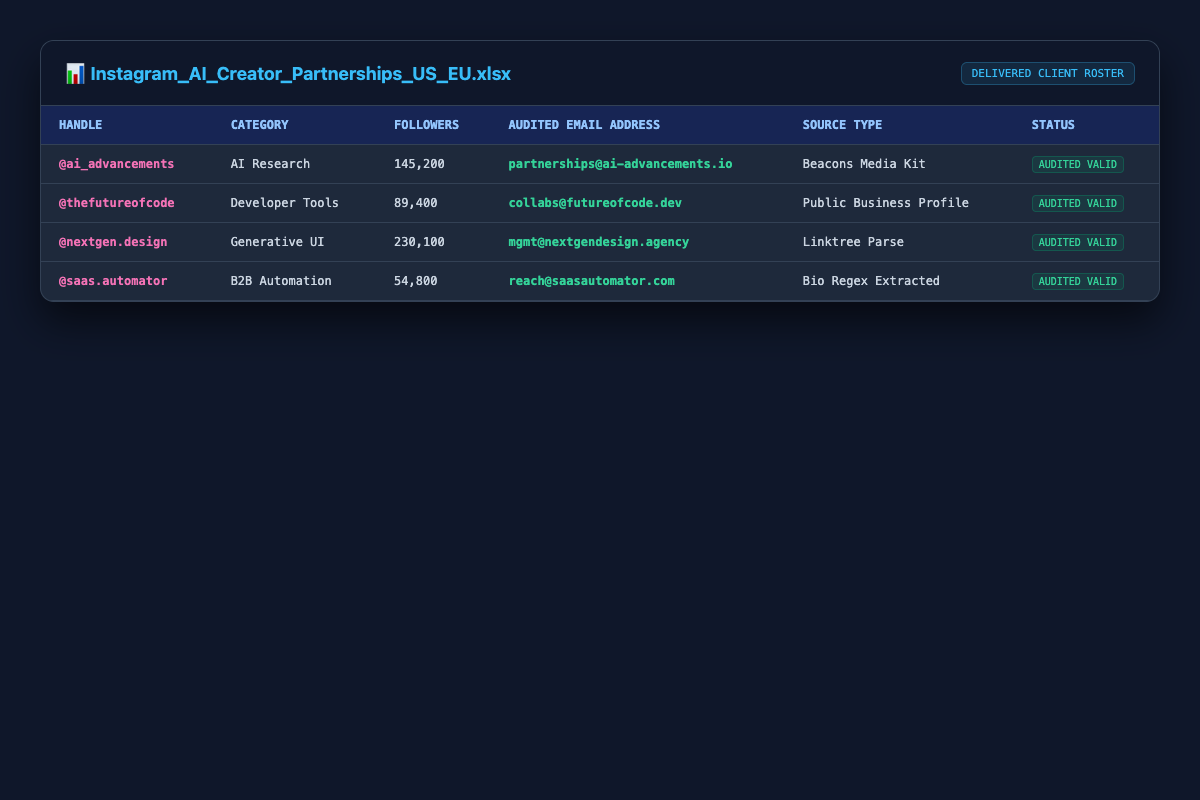 📊 Instagram_AI_Creator_Partnerships_US_EU.xlsx DELIVERED CLIENT ROSTER
HANDLE CATEGORY FOLLOWERS AUDITED EMAIL ADDRESS SOURCE TYPE STATUS
@ai_advancements AI Research 145,200 partnerships@ai-advancements.io Beacons Media Kit AUDITED VALID
@thefutureofcode Developer Tools 89,400 collabs@futureofcode.dev Public Business Profile AUDITED VALID
@nextgen.design Generative UI 230,100 mgmt@nextgendesign.agency Linktree Parse AUDITED VALID
@saas.automator B2B Automation 54,800 reach@saasautomator.com Bio Regex Extracted AUDITED VALID